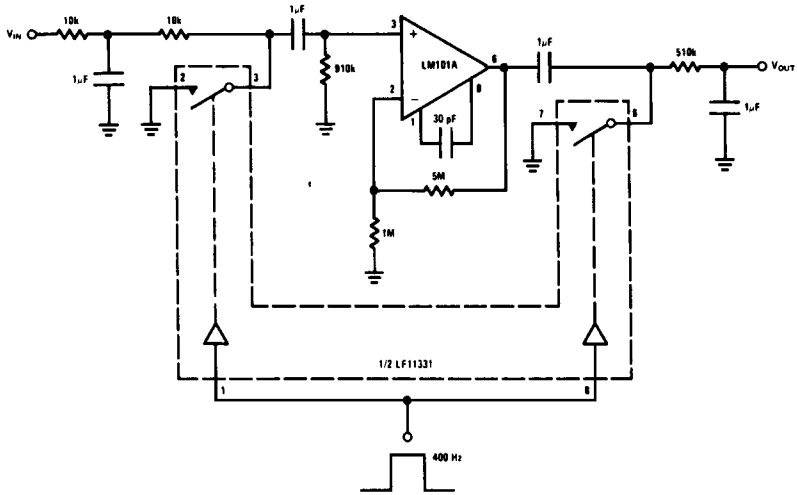 VIN
10k
10k
1μF
1μF
3
+
LM101A
6
2
−
1
8
30 pF
910k
5M
1M
1μF
510k
VOUT
1μF
2
3
7
6
1/2 LF11331
1
8
400 Hz